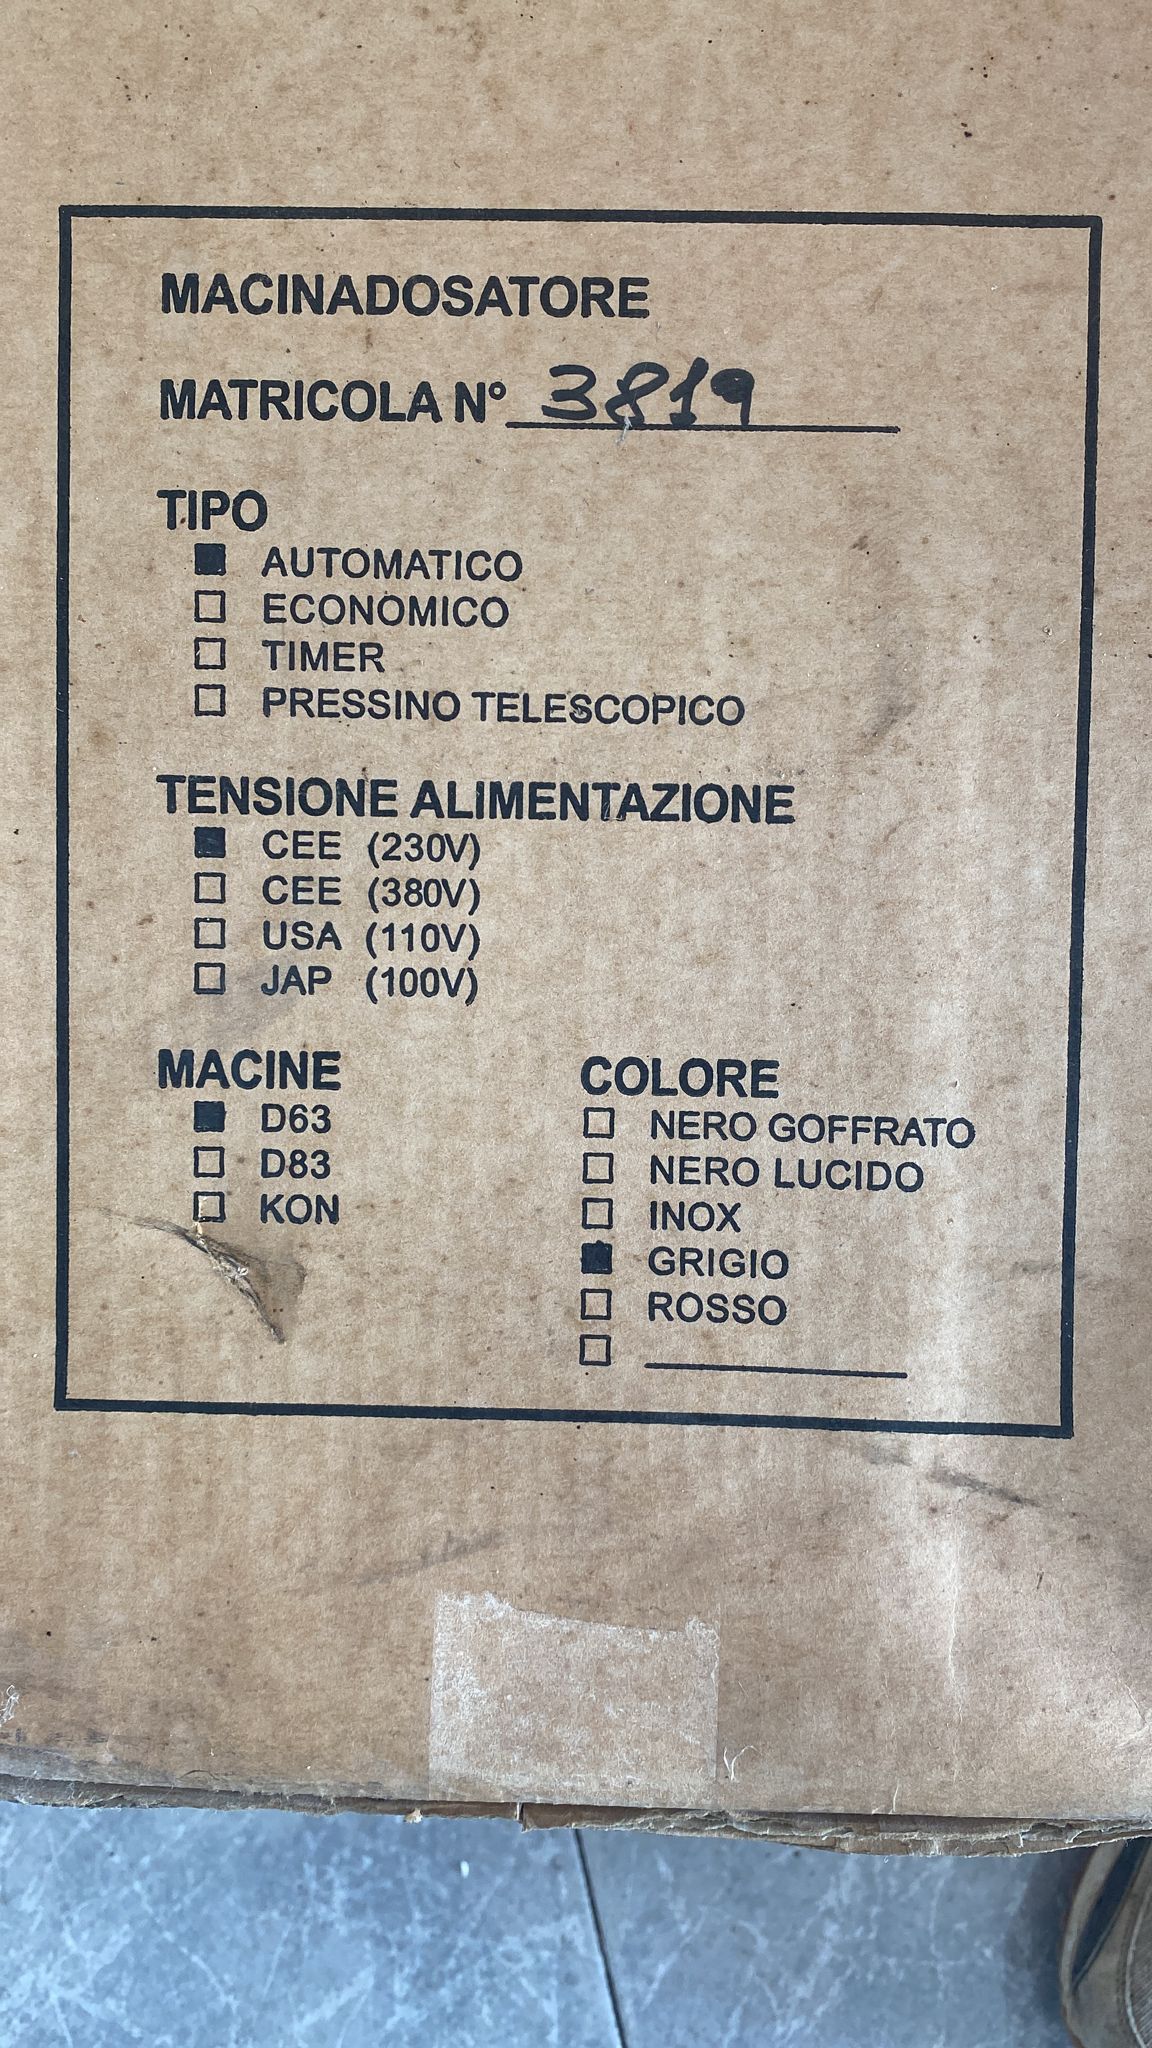 MACINADOSATORE
MATRICOLA N° 3819
TIPO
■ AUTOMATICO
□ ECONOMICO
□ TIMER
□ PRESSINO TELESCOPICO
TENSIONE ALIMENTAZIONE
■ CEE (230V)
□ CEE (380V)
□ USA (110V)
□ JAP (100V)
MACINE
■ D63
□ D83
□ KON
COLORE
□ NERO GOFFRATO
□ NERO LUCIDO
□ INOX
■ GRIGIO
□ ROSSO
□